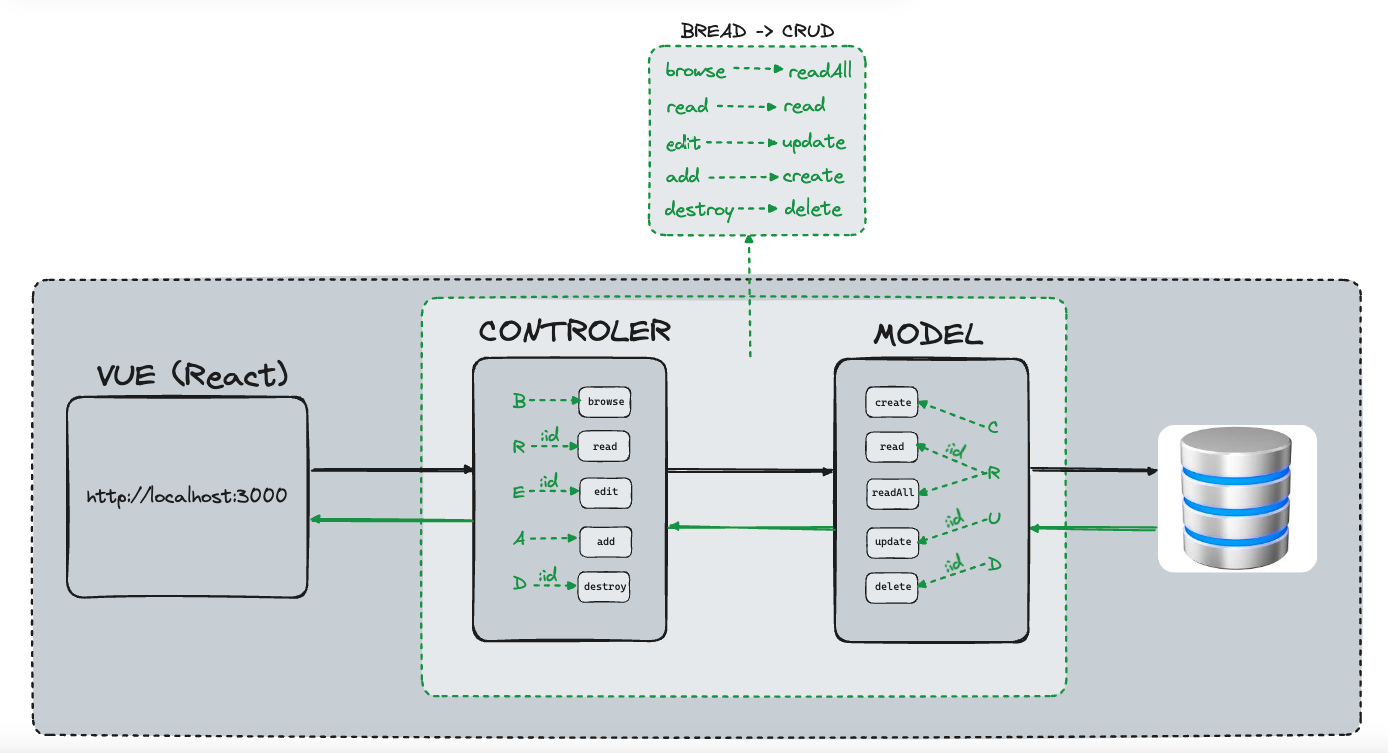 BREAD -> CRUD
browse readAll
read read
edit update
add create
destroy delete
VUE (React)
http://localhost:3000
CONTROLER
B browse
R :id read
E :id edit
A add
D :id destroy
MODEL
create C
read :id R
readAll
update :id U
delete :id D